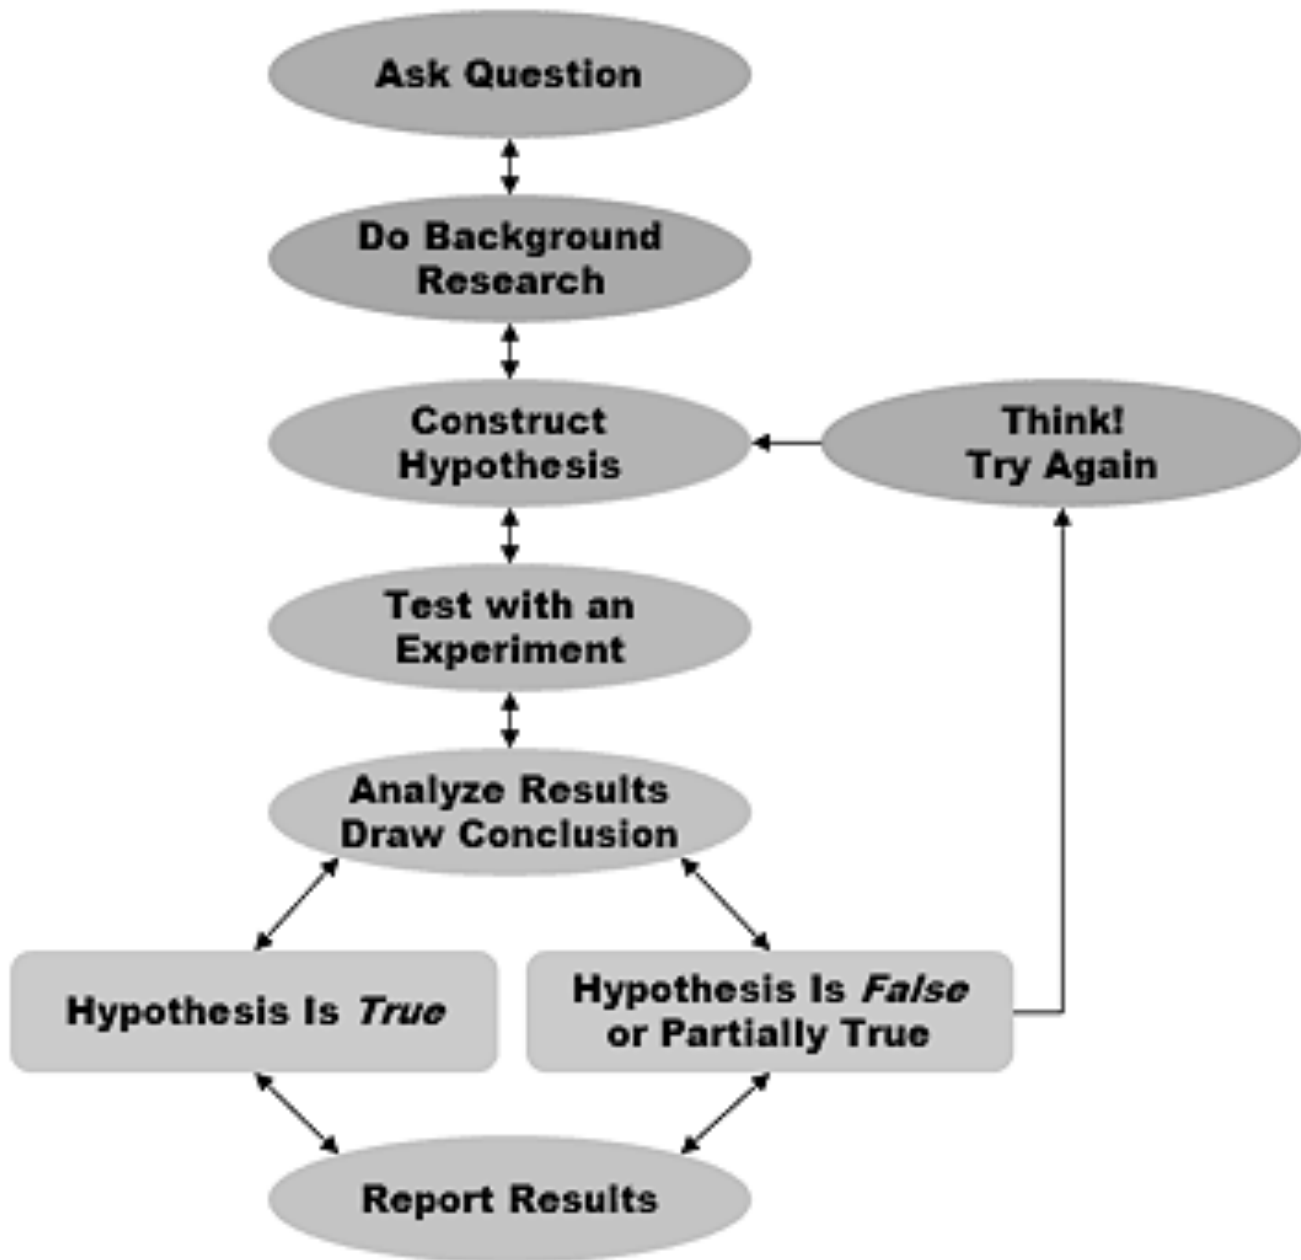 Ask Question
Do Background
Research
Construct
Hypothesis
Think!
Try Again
Test with an
Experiment
Analyze Results
Draw Conclusion
Hypothesis Is True
Hypothesis Is False
or Partially True
Report Results